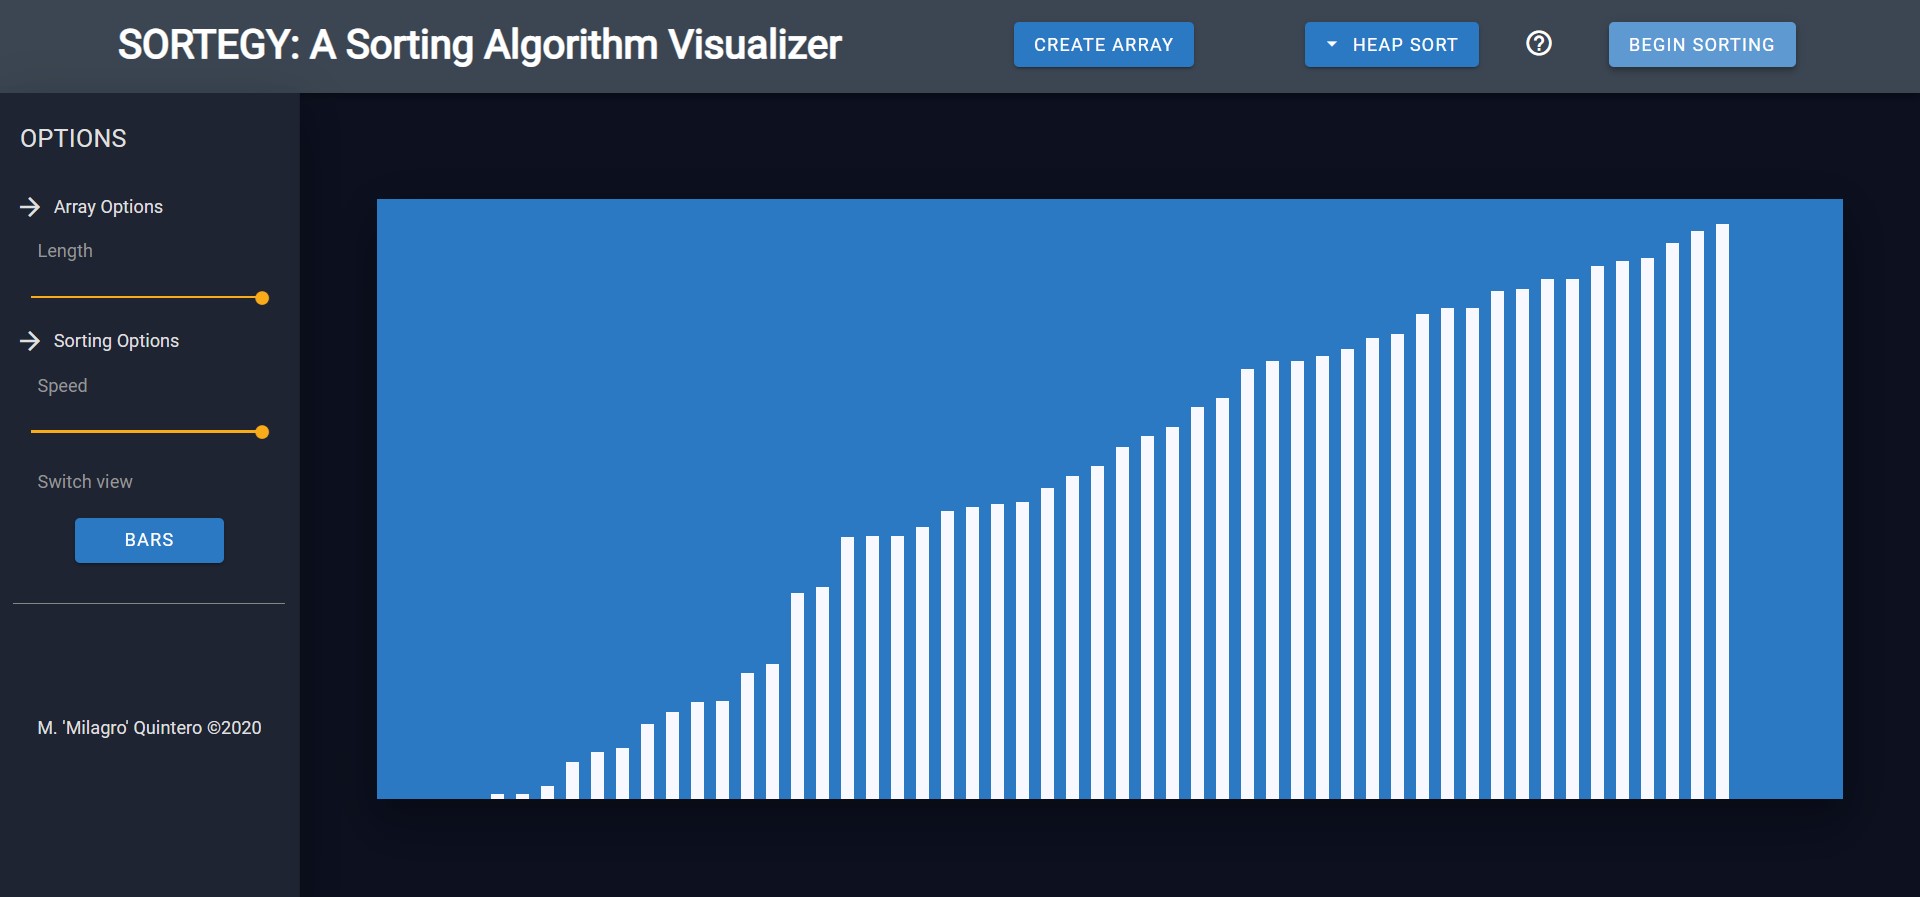 SORTEGY: A Sorting Algorithm Visualizer
CREATE ARRAY
HEAP SORT
BEGIN SORTING
OPTIONS
Array Options
Length
Sorting Options
Speed
Switch view
BARS
M. 'Milagro' Quintero ©2020